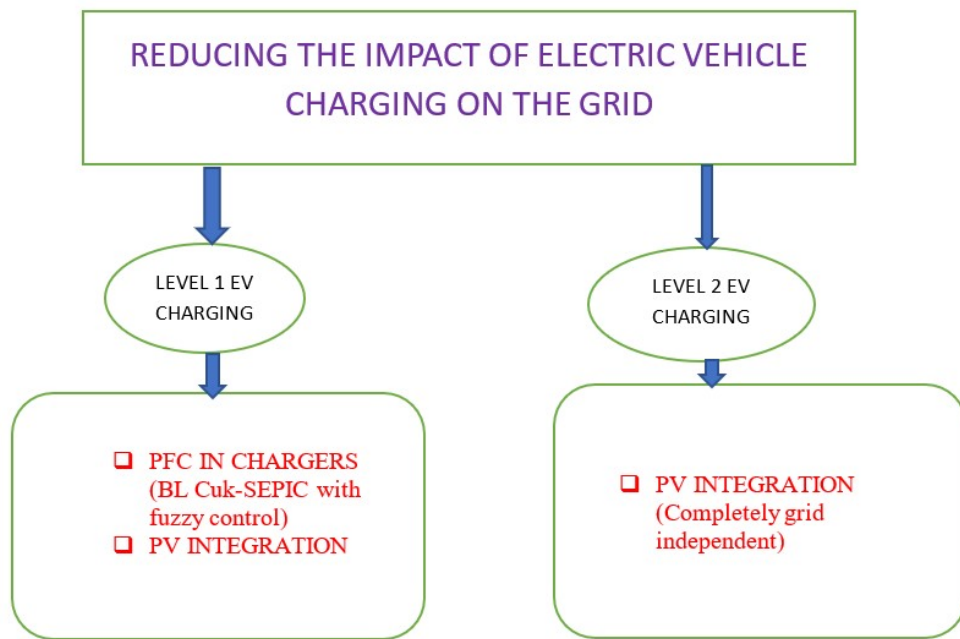 REDUCING THE IMPACT OF ELECTRIC VEHICLE
CHARGING ON THE GRID
LEVEL 1 EV
CHARGING
LEVEL 2 EV
CHARGING
PFC IN CHARGERS
(BL Cuk-SEPIC with
fuzzy control)
PV INTEGRATION
PV INTEGRATION
(Completely grid
independent)